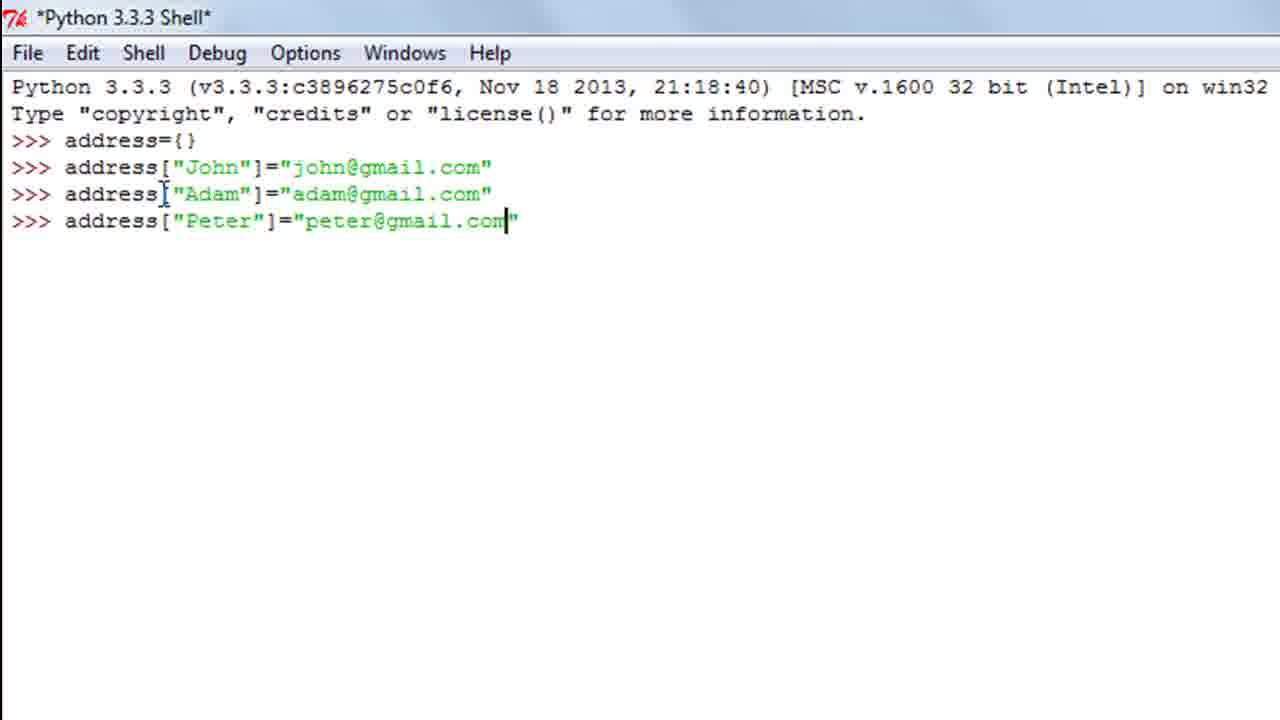 *Python 3.3.3 Shell*
File Edit Shell Debug Options Windows Help
Python 3.3.3 (v3.3.3:c3896275c0f6, Nov 18 2013, 21:18:40) [MSC v.1600 32 bit (Intel)] on win32
Type "copyright", "credits" or "license()" for more information.
>>> address={}
>>> address["John"]="john@gmail.com"
>>> address["Adam"]="adam@gmail.com"
>>> address["Peter"]="peter@gmail.com"